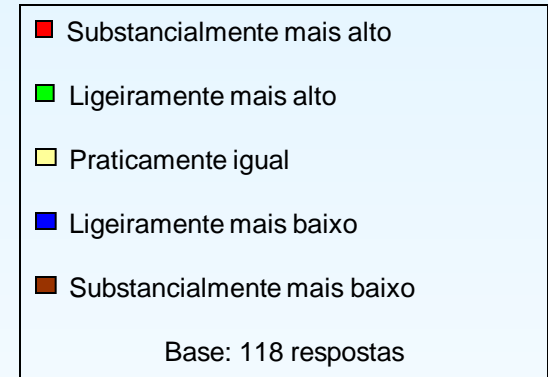 Substancialmente mais alto
Ligeiramente mais alto
Praticamente igual
Ligeiramente mais baixo
Substancialmente mais baixo
Base: 118 respostas